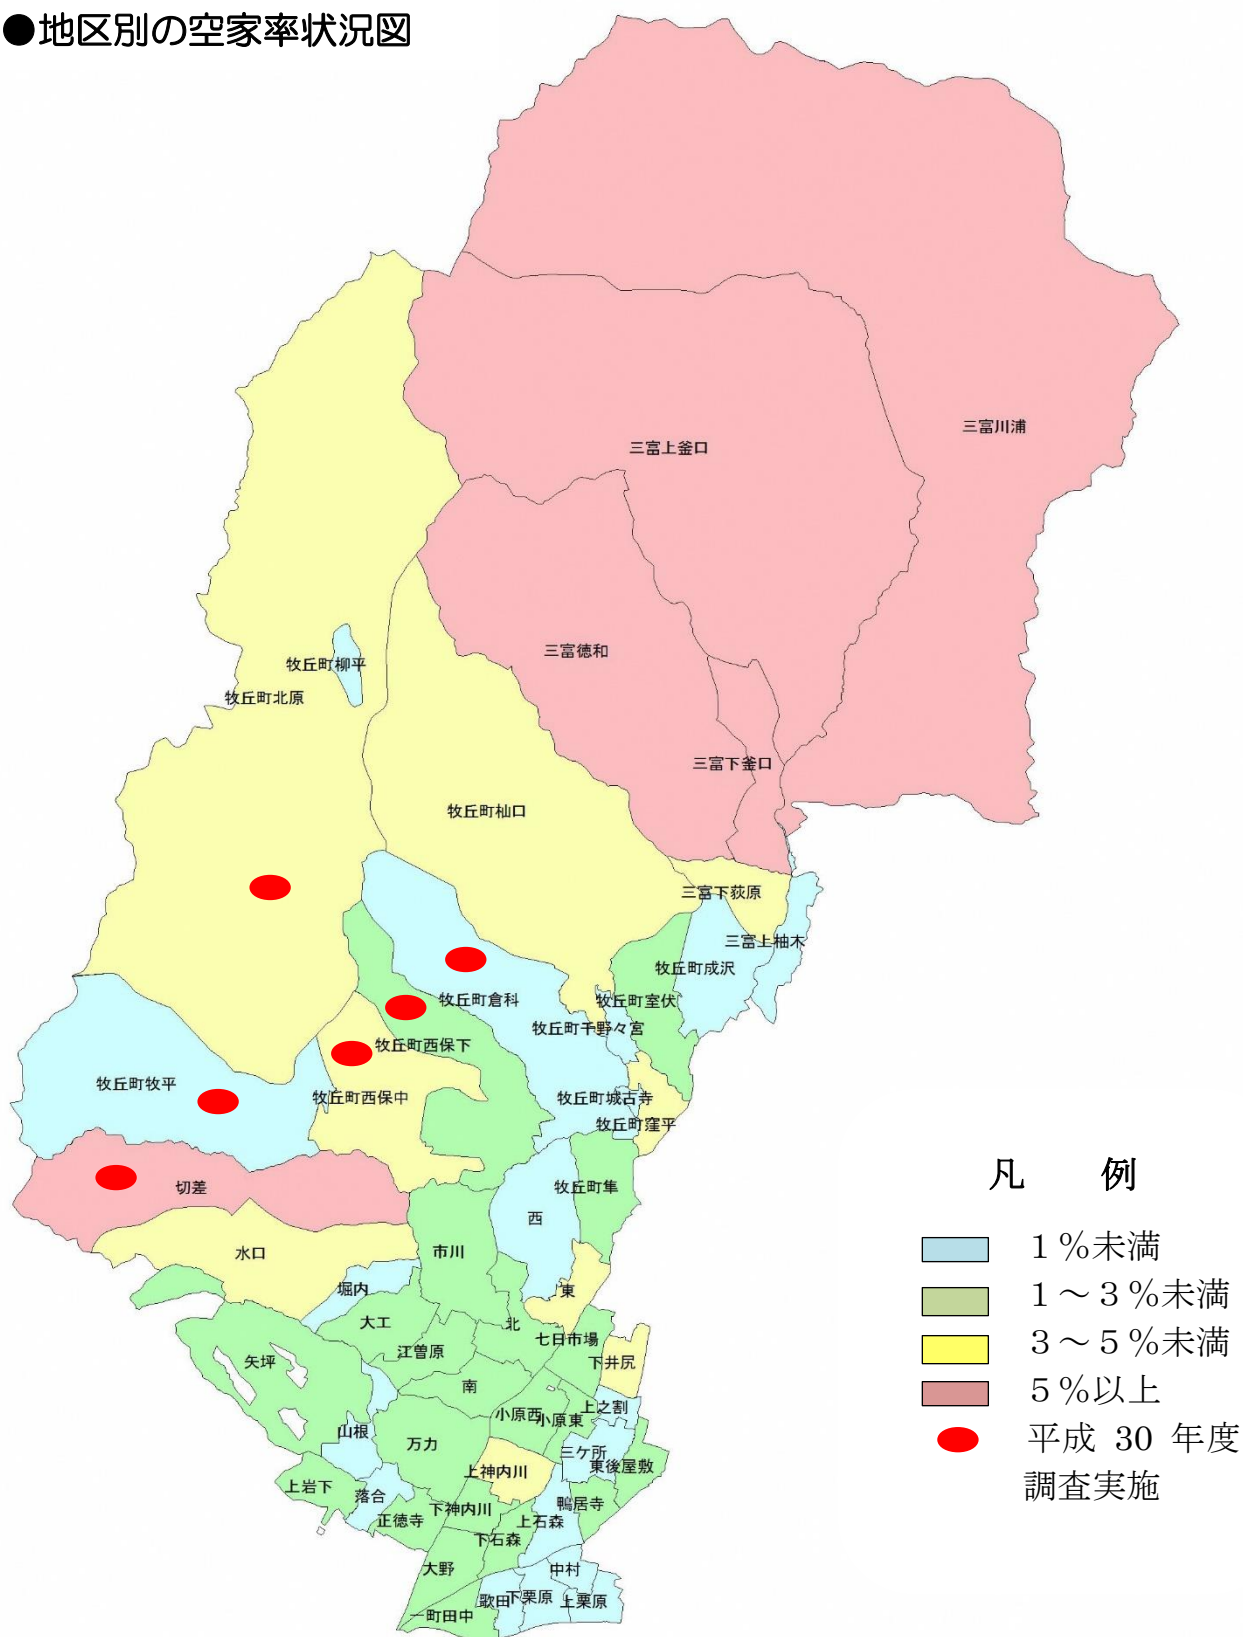 ●地区別の空家率状況図
三富川浦
三富上釜口
三富徳和
牧丘町柳平
牧丘町北原
三富下釜口
牧丘町杣口
三富下荻原
三富上柚木
牧丘町成沢
牧丘町倉科
牧丘町室伏
牧丘町千野々宮
牧丘町西保下
牧丘町牧平
牧丘町西保中
牧丘町城古寺
牧丘町窪平
切差
牧丘町隼
西
水口
市川
堀内
東
大工
北
七日市場
江曽原
矢坪
下井尻
南
上之割
小原西
小原東
山根
万力
三ケ所
東後屋敷
上神内川
上岩下
落合
鴨居寺
下神内川
正徳寺
上石森
下石森
大野
中村
歌田
下栗原
上栗原
一町田中
凡 例
1%未満
1~3%未満
3~5%未満
5%以上
平成 30 年度
調査実施